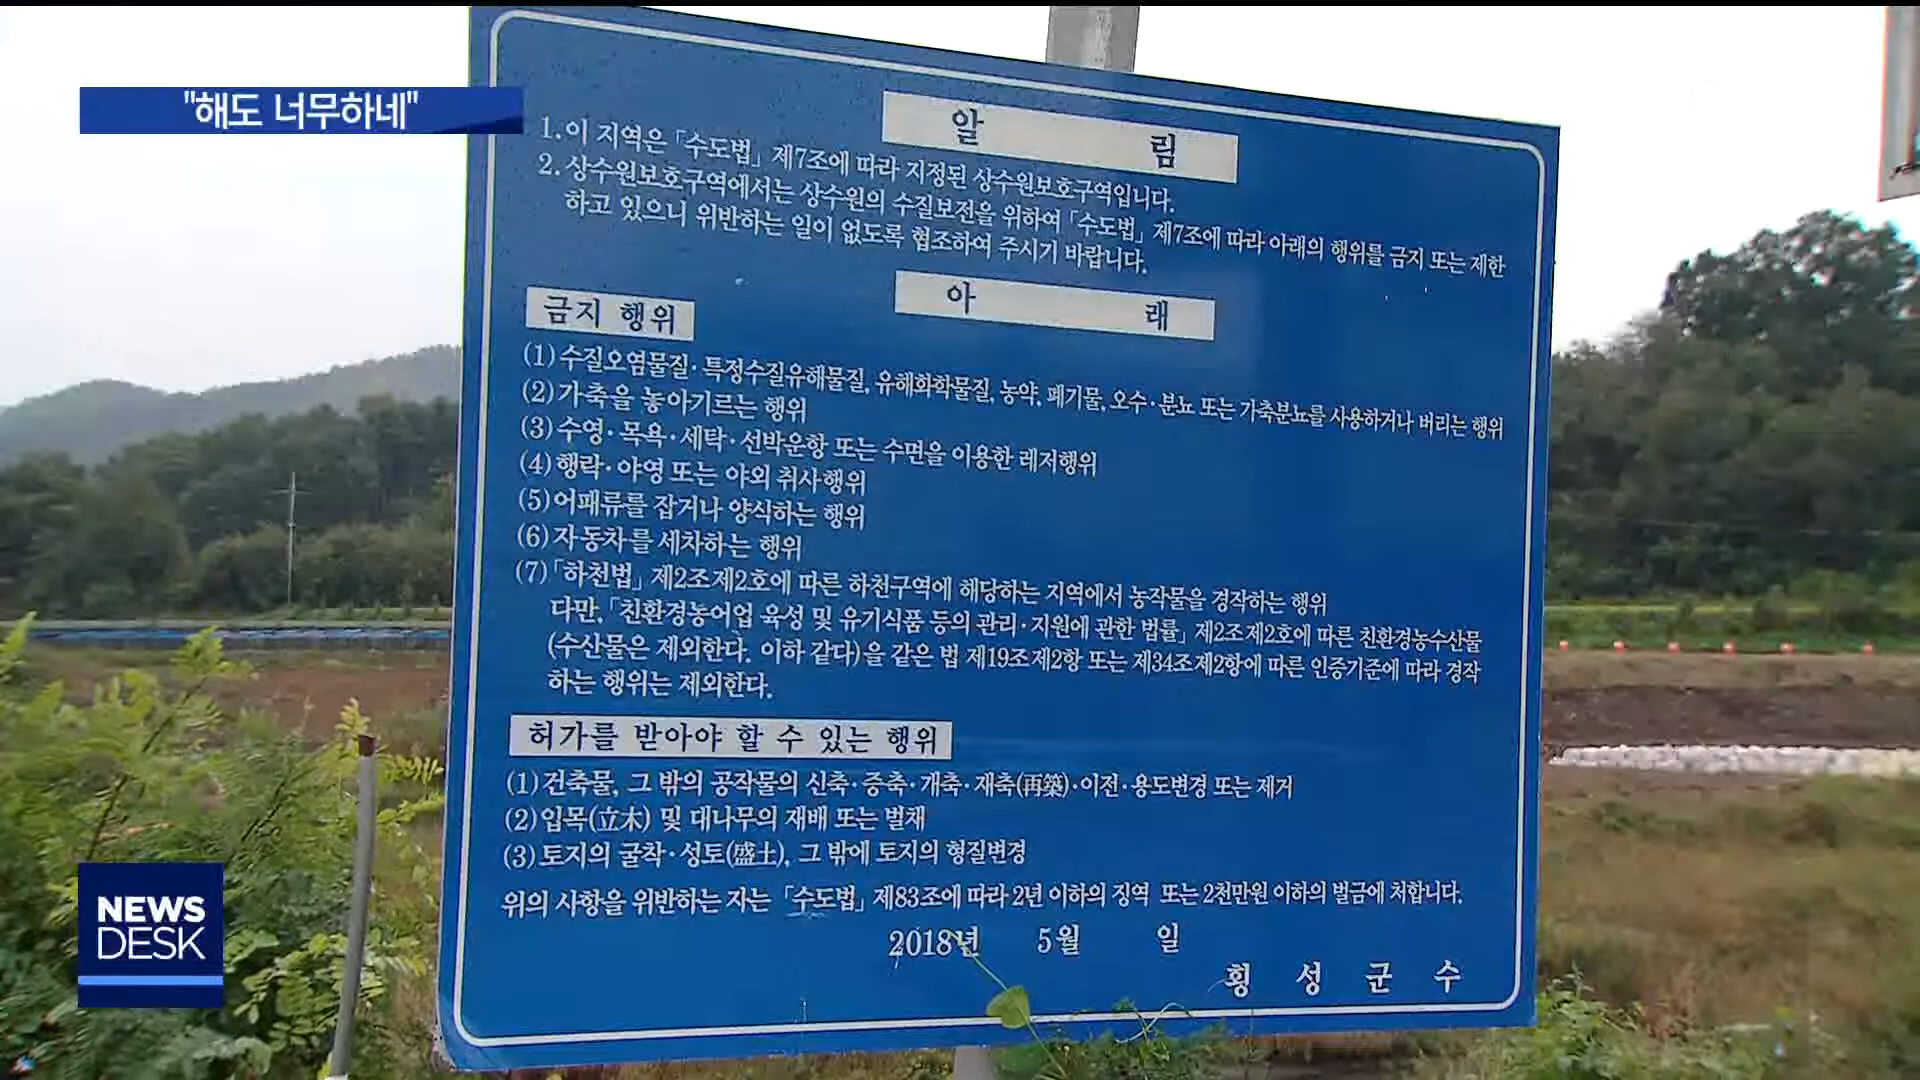 "해도 너무하네"
알 림
1. 이 지역은 「수도법」 제7조에 따라 지정된 상수원보호구역입니다.
2. 상수원보호구역에서는 상수원의 수질보전을 위하여 「수도법」 제7조에 따라 아래의 행위를 금지 또는 제한
하고 있으니 위반하는 일이 없도록 협조하여 주시기 바랍니다.
아 래
금지 행위
(1) 수질오염물질·특정수질유해물질, 유해화학물질, 농약, 폐기물, 오수·분뇨 또는 가축분뇨를 사용하거나 버리는 행위
(2) 가축을 놓아기르는 행위
(3) 수영·목욕·세탁·선박운항 또는 수면을 이용한 레저행위
(4) 행락·야영 또는 야외 취사행위
(5) 어패류를 잡거나 양식하는 행위
(6) 자동차를 세차하는 행위
(7) 「하천법」 제2조제2호에 따른 하천구역에 해당하는 지역에서 농작물을 경작하는 행위
다만, 「친환경농어업 육성 및 유기식품 등의 관리·지원에 관한 법률」 제2조제2호에 따른 친환경농수산물
(수산물은 제외한다. 이하 같다)을 같은 법 제19조제2항 또는 제34조제2항에 따른 인증기준에 따라 경작
하는 행위는 제외한다.
허가를 받아야 할 수 있는 행위
(1) 건축물, 그 밖의 공작물의 신축·증축·개축·재축(再築)·이전·용도변경 또는 제거
(2) 입목(立木) 및 대나무의 재배 또는 벌채
(3) 토지의 굴착·성토(盛土), 그 밖에 토지의 형질변경
위의 사항을 위반하는 자는 「수도법」 제83조에 따라 2년 이하의 징역 또는 2천만원 이하의 벌금에 처합니다.
2018년 5월 일
횡 성 군 수
NEWS
DESK